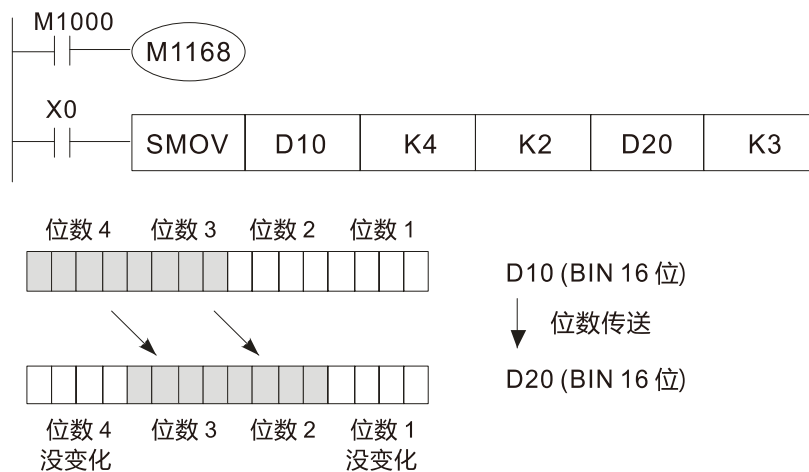 M1000
M1168
X0
SMOV D10 K4 K2 D20 K3
位数 4 位数 3 位数 2 位数 1
D10 (BIN 16 位)
位数传送
D20 (BIN 16 位)
位数 4 位数 3 位数 2 位数 1
没变化 没变化